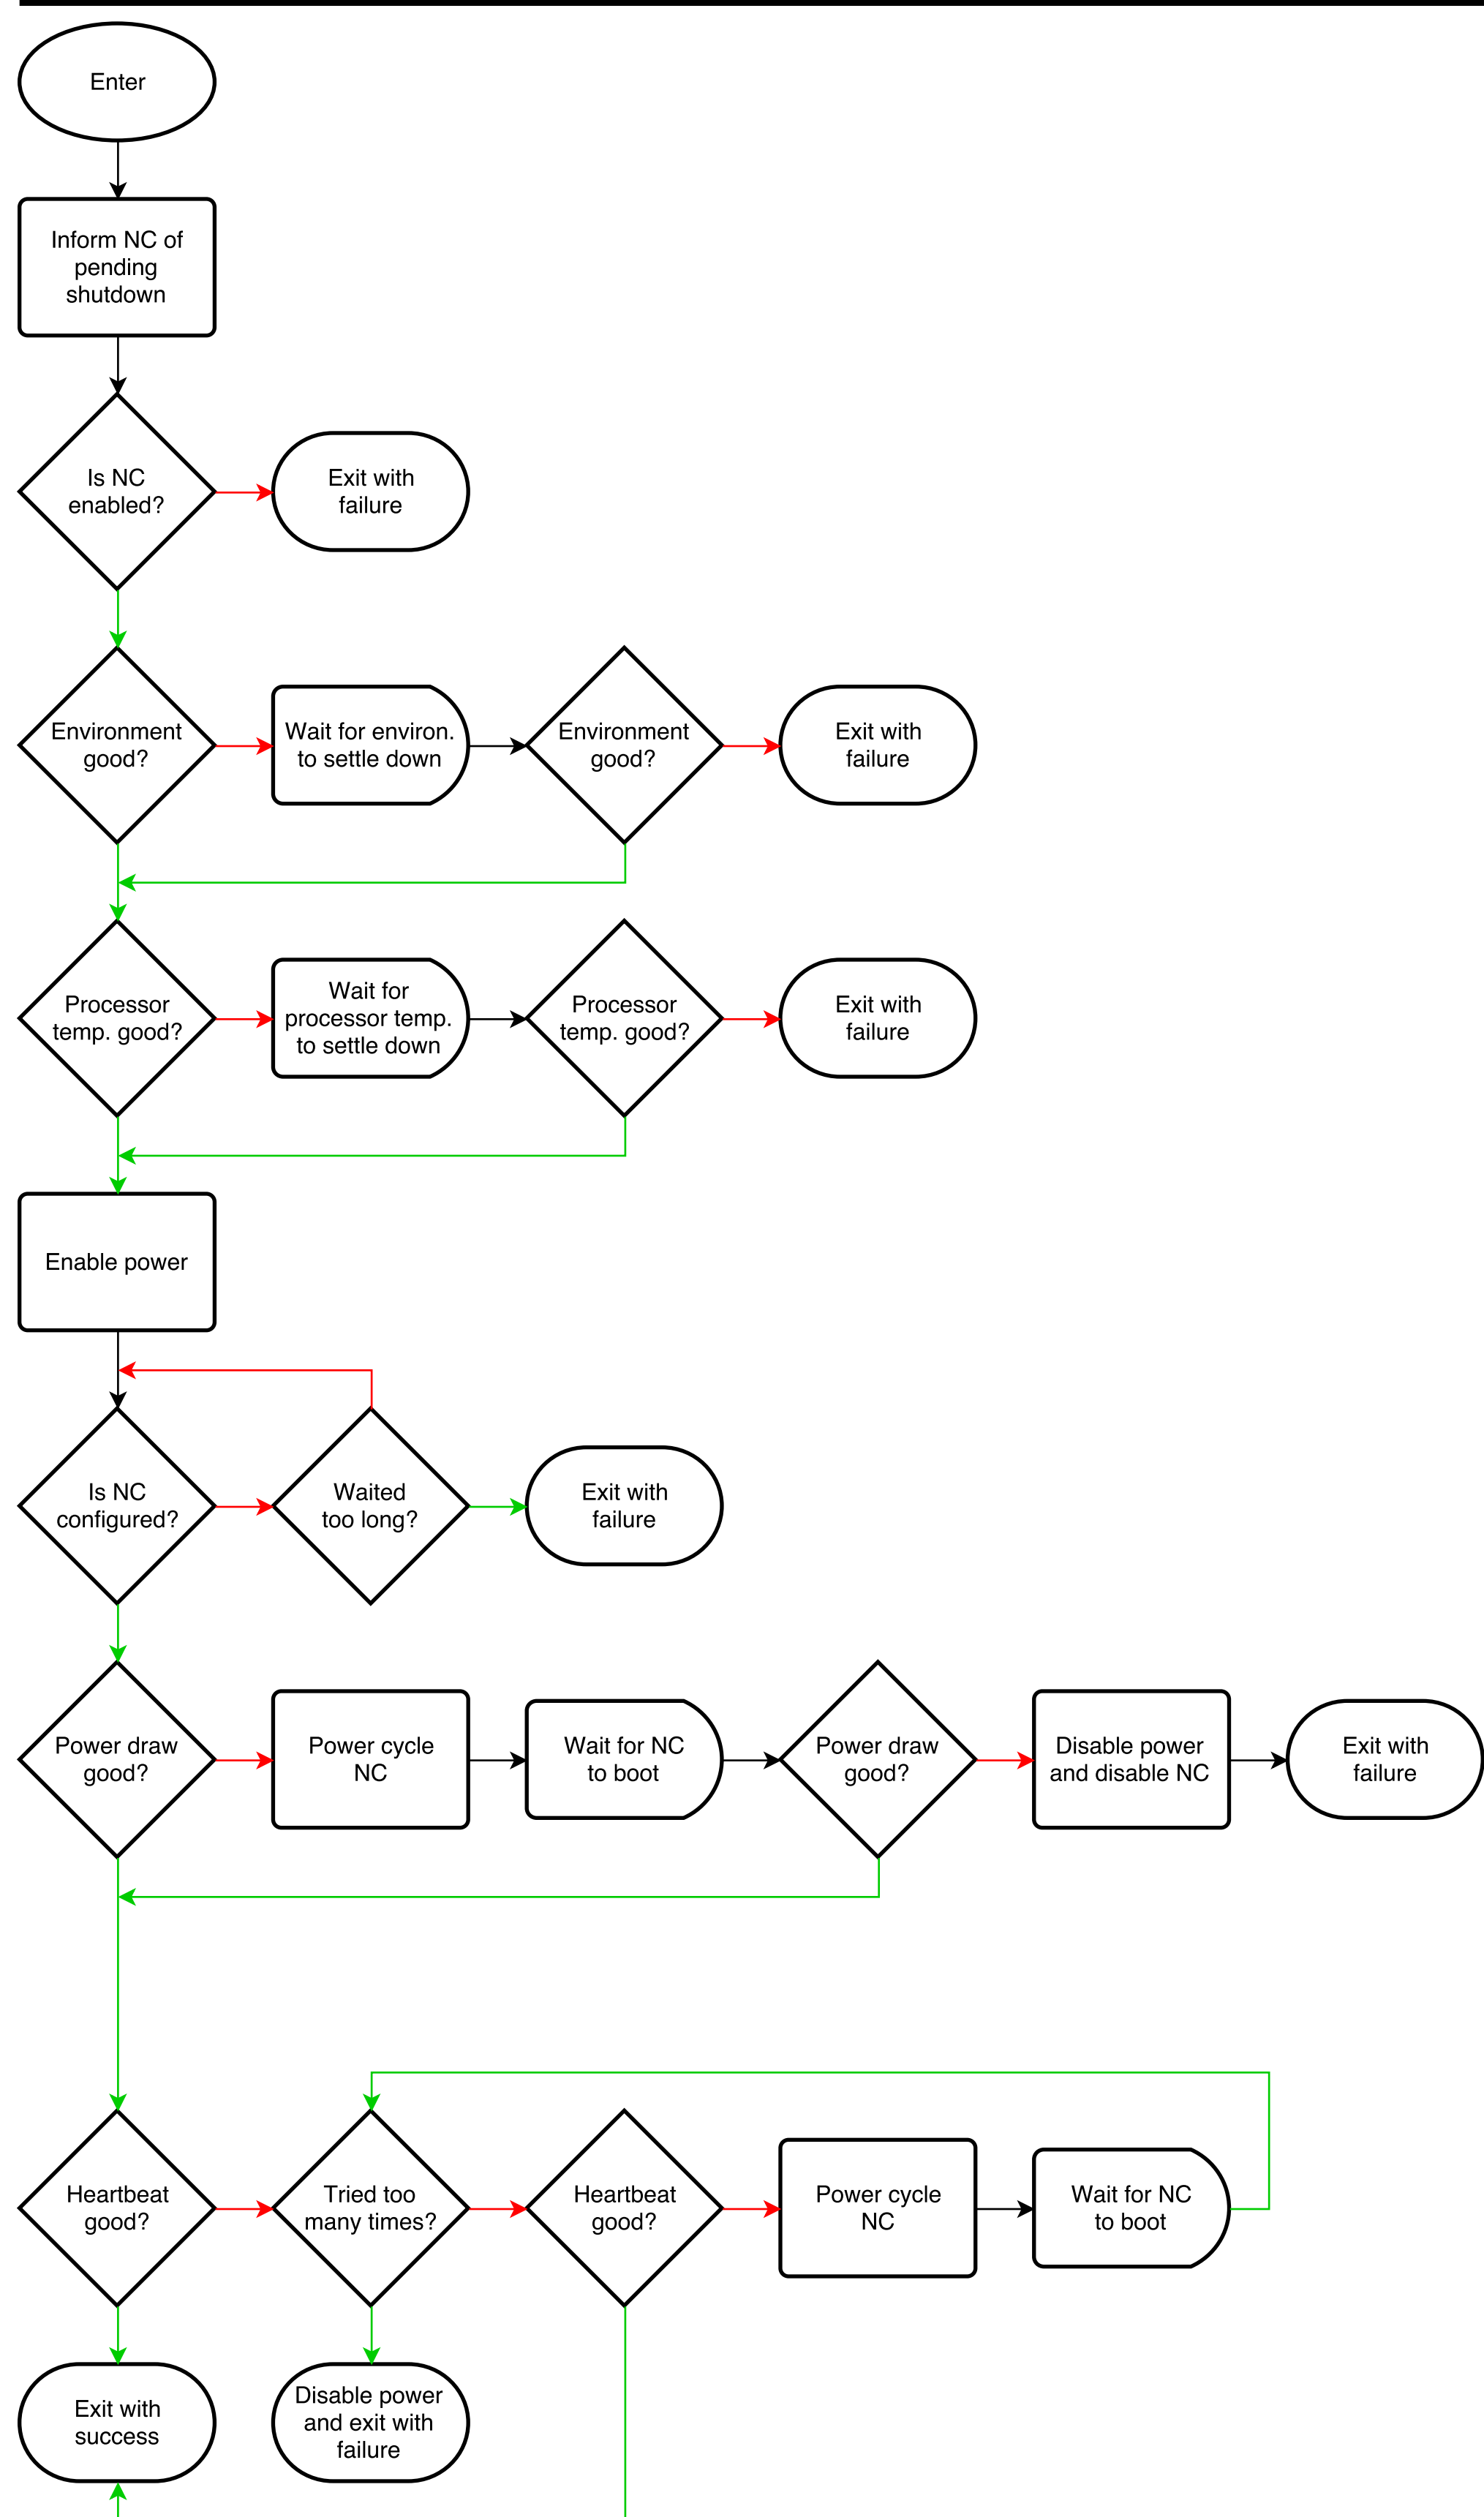 Enter
Inform NC of
pending
shutdown
Is NC
enabled?
Exit with
failure
Environment
good?
Wait for environ.
to settle down
Environment
good?
Exit with
failure
Processor
temp. good?
Wait for
processor temp.
to settle down
Processor
temp. good?
Exit with
failure
Enable power
Is NC
configured?
Waited
too long?
Exit with
failure
Power draw
good?
Power cycle
NC
Wait for NC
to boot
Power draw
good?
Disable power
and disable NC
Exit with
failure
Heartbeat
good?
Tried too
many times?
Heartbeat
good?
Power cycle
NC
Wait for NC
to boot
Exit with
success
Disable power
and exit with
failure